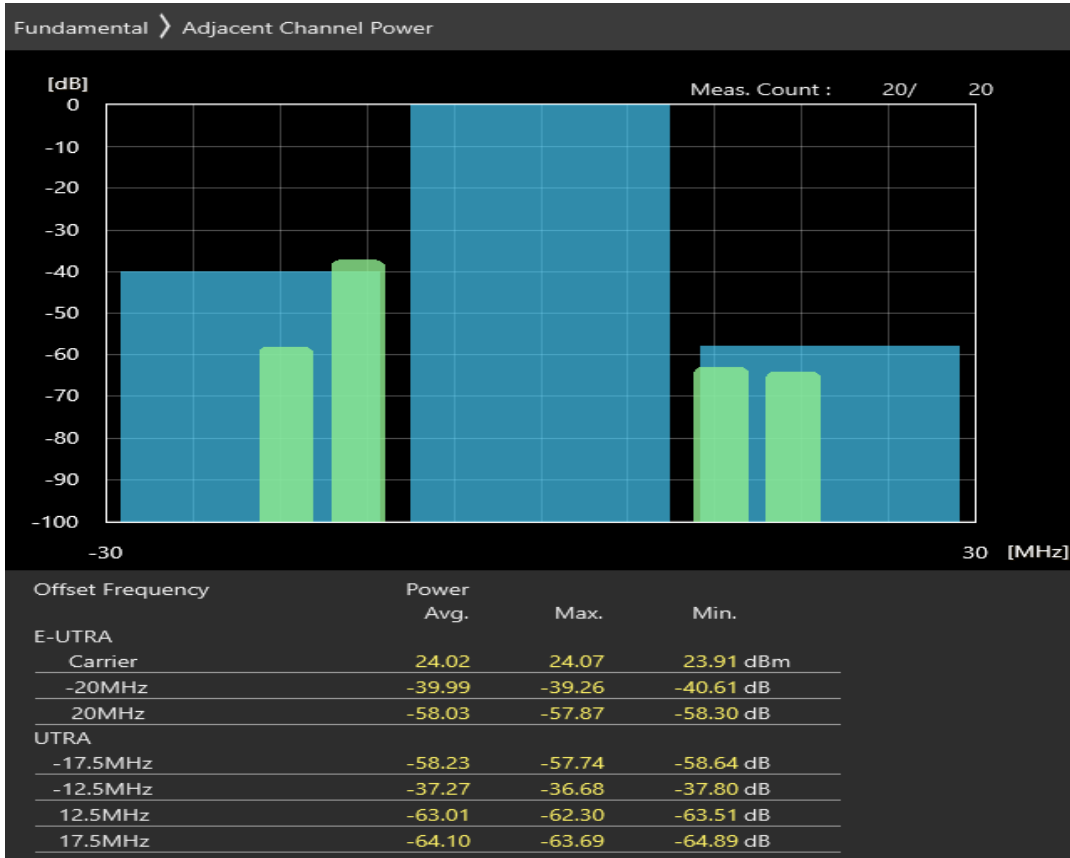 Fundamental 〉 Adjacent Channel Power
[dB]
Meas. Count : 20/ 20
0
-10
-20
-30
-40
-50
-60
-70
-80
-90
-100
-30 30 [MHz]
Offset Frequency Power
Avg. Max. Min.
E-UTRA
Carrier 24.02 24.07 23.91 dBm
-20MHz -39.99 -39.26 -40.61 dB
20MHz -58.03 -57.87 -58.30 dB
UTRA
-17.5MHz -58.23 -57.74 -58.64 dB
-12.5MHz -37.27 -36.68 -37.80 dB
12.5MHz -63.01 -62.30 -63.51 dB
17.5MHz -64.10 -63.69 -64.89 dB